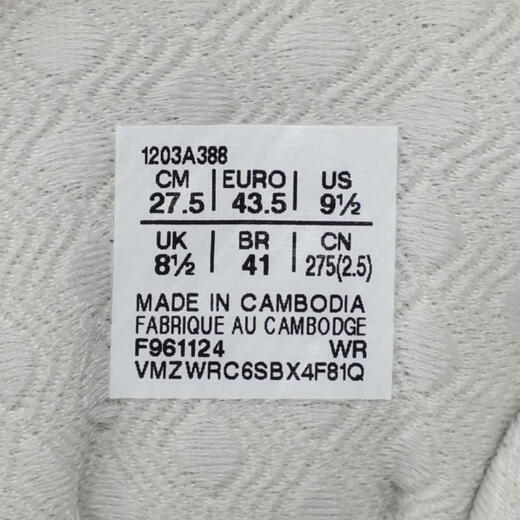 1203A388
CM EURO US
27.5 43.5 9½
UK BR CN
8½ 41 275(2.5)
MADE IN CAMBODIA
FABRIQUE AU CAMBODGE
F961124 WR
VMZWRC6SBX4F81Q